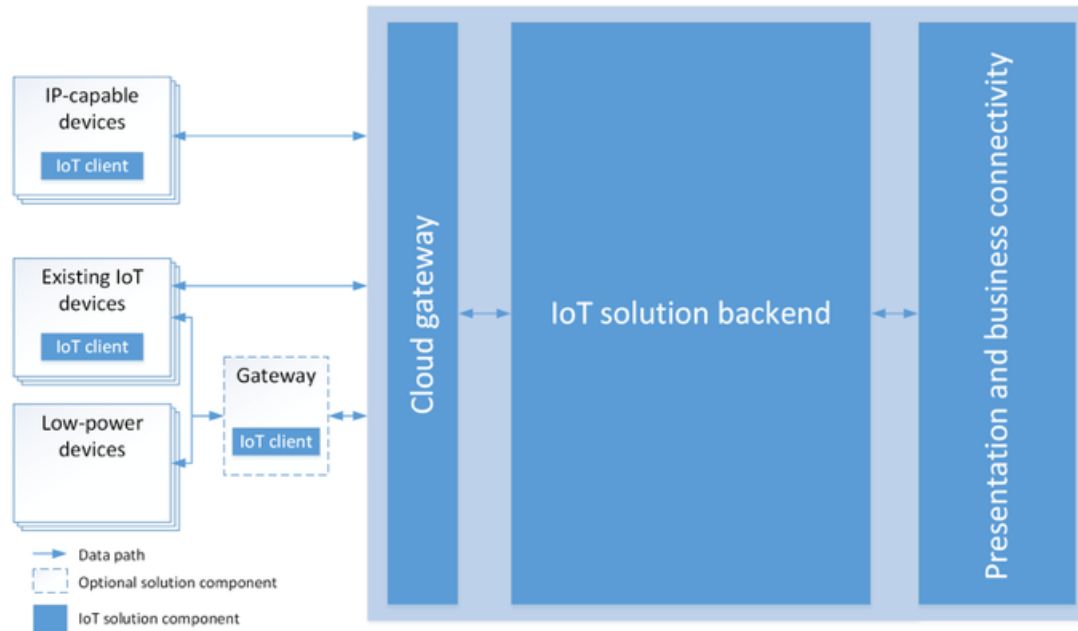 IP-capable
devices
IoT client
Existing IoT
devices
IoT client
Low-power
devices
Gateway
IoT client
Cloud gateway
IoT solution backend
Presentation and business connectivity
Data path
Optional solution component
IoT solution component